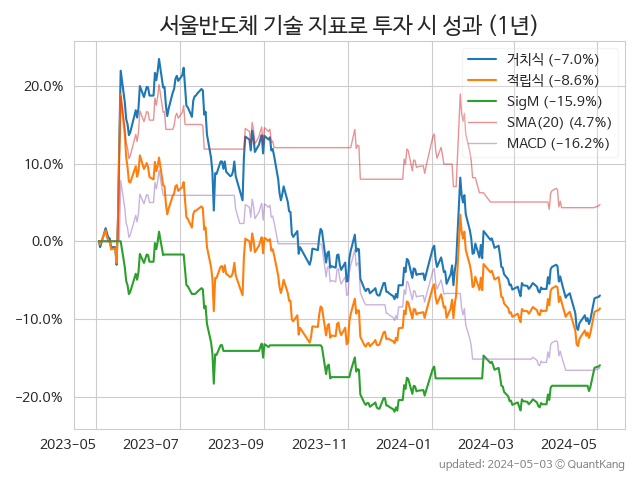 서울반도체 기술 지표로 투자 시 성과 (1년)
거치식 (−7.0%)
적립식 (−8.6%)
SigM (−15.9%)
SMA(20) (4.7%)
MACD (−16.2%)
20.0%
10.0%
0.0%
−10.0%
−20.0%
2023-05 2023-07 2023-09 2023-11 2024-01 2024-03 2024-05
updated: 2024-05-03 ⓒ QuantKang